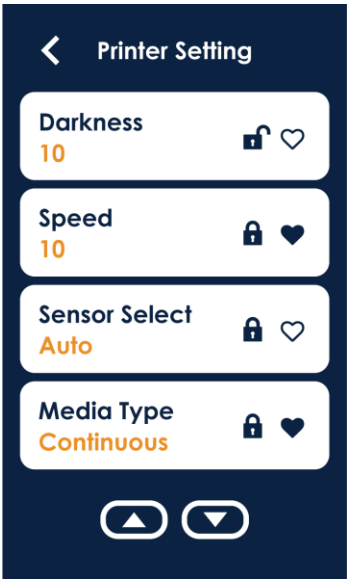 Printer Setting
Darkness
10
Speed
10
Sensor Select
Auto
Media Type
Continuous